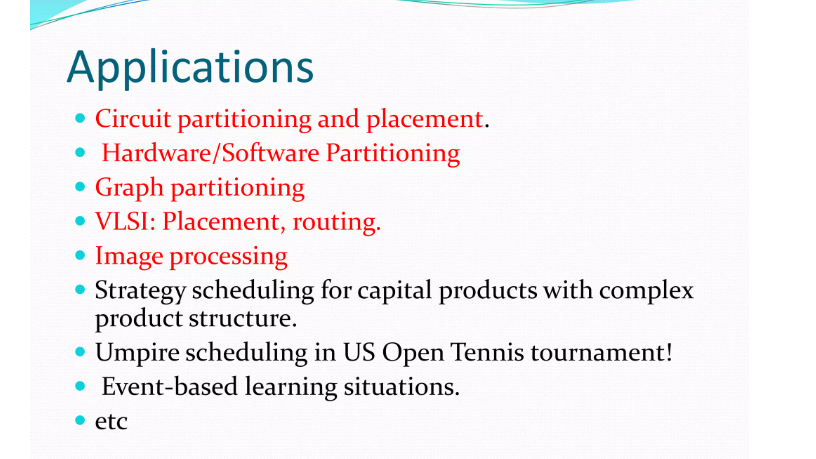 Applications
Circuit partitioning and placement.
Hardware/Software Partitioning
Graph partitioning
VLSI: Placement, routing.
Image processing
Strategy scheduling for capital products with complex
product structure.
Umpire scheduling in US Open Tennis tournament!
Event-based learning situations.
etc